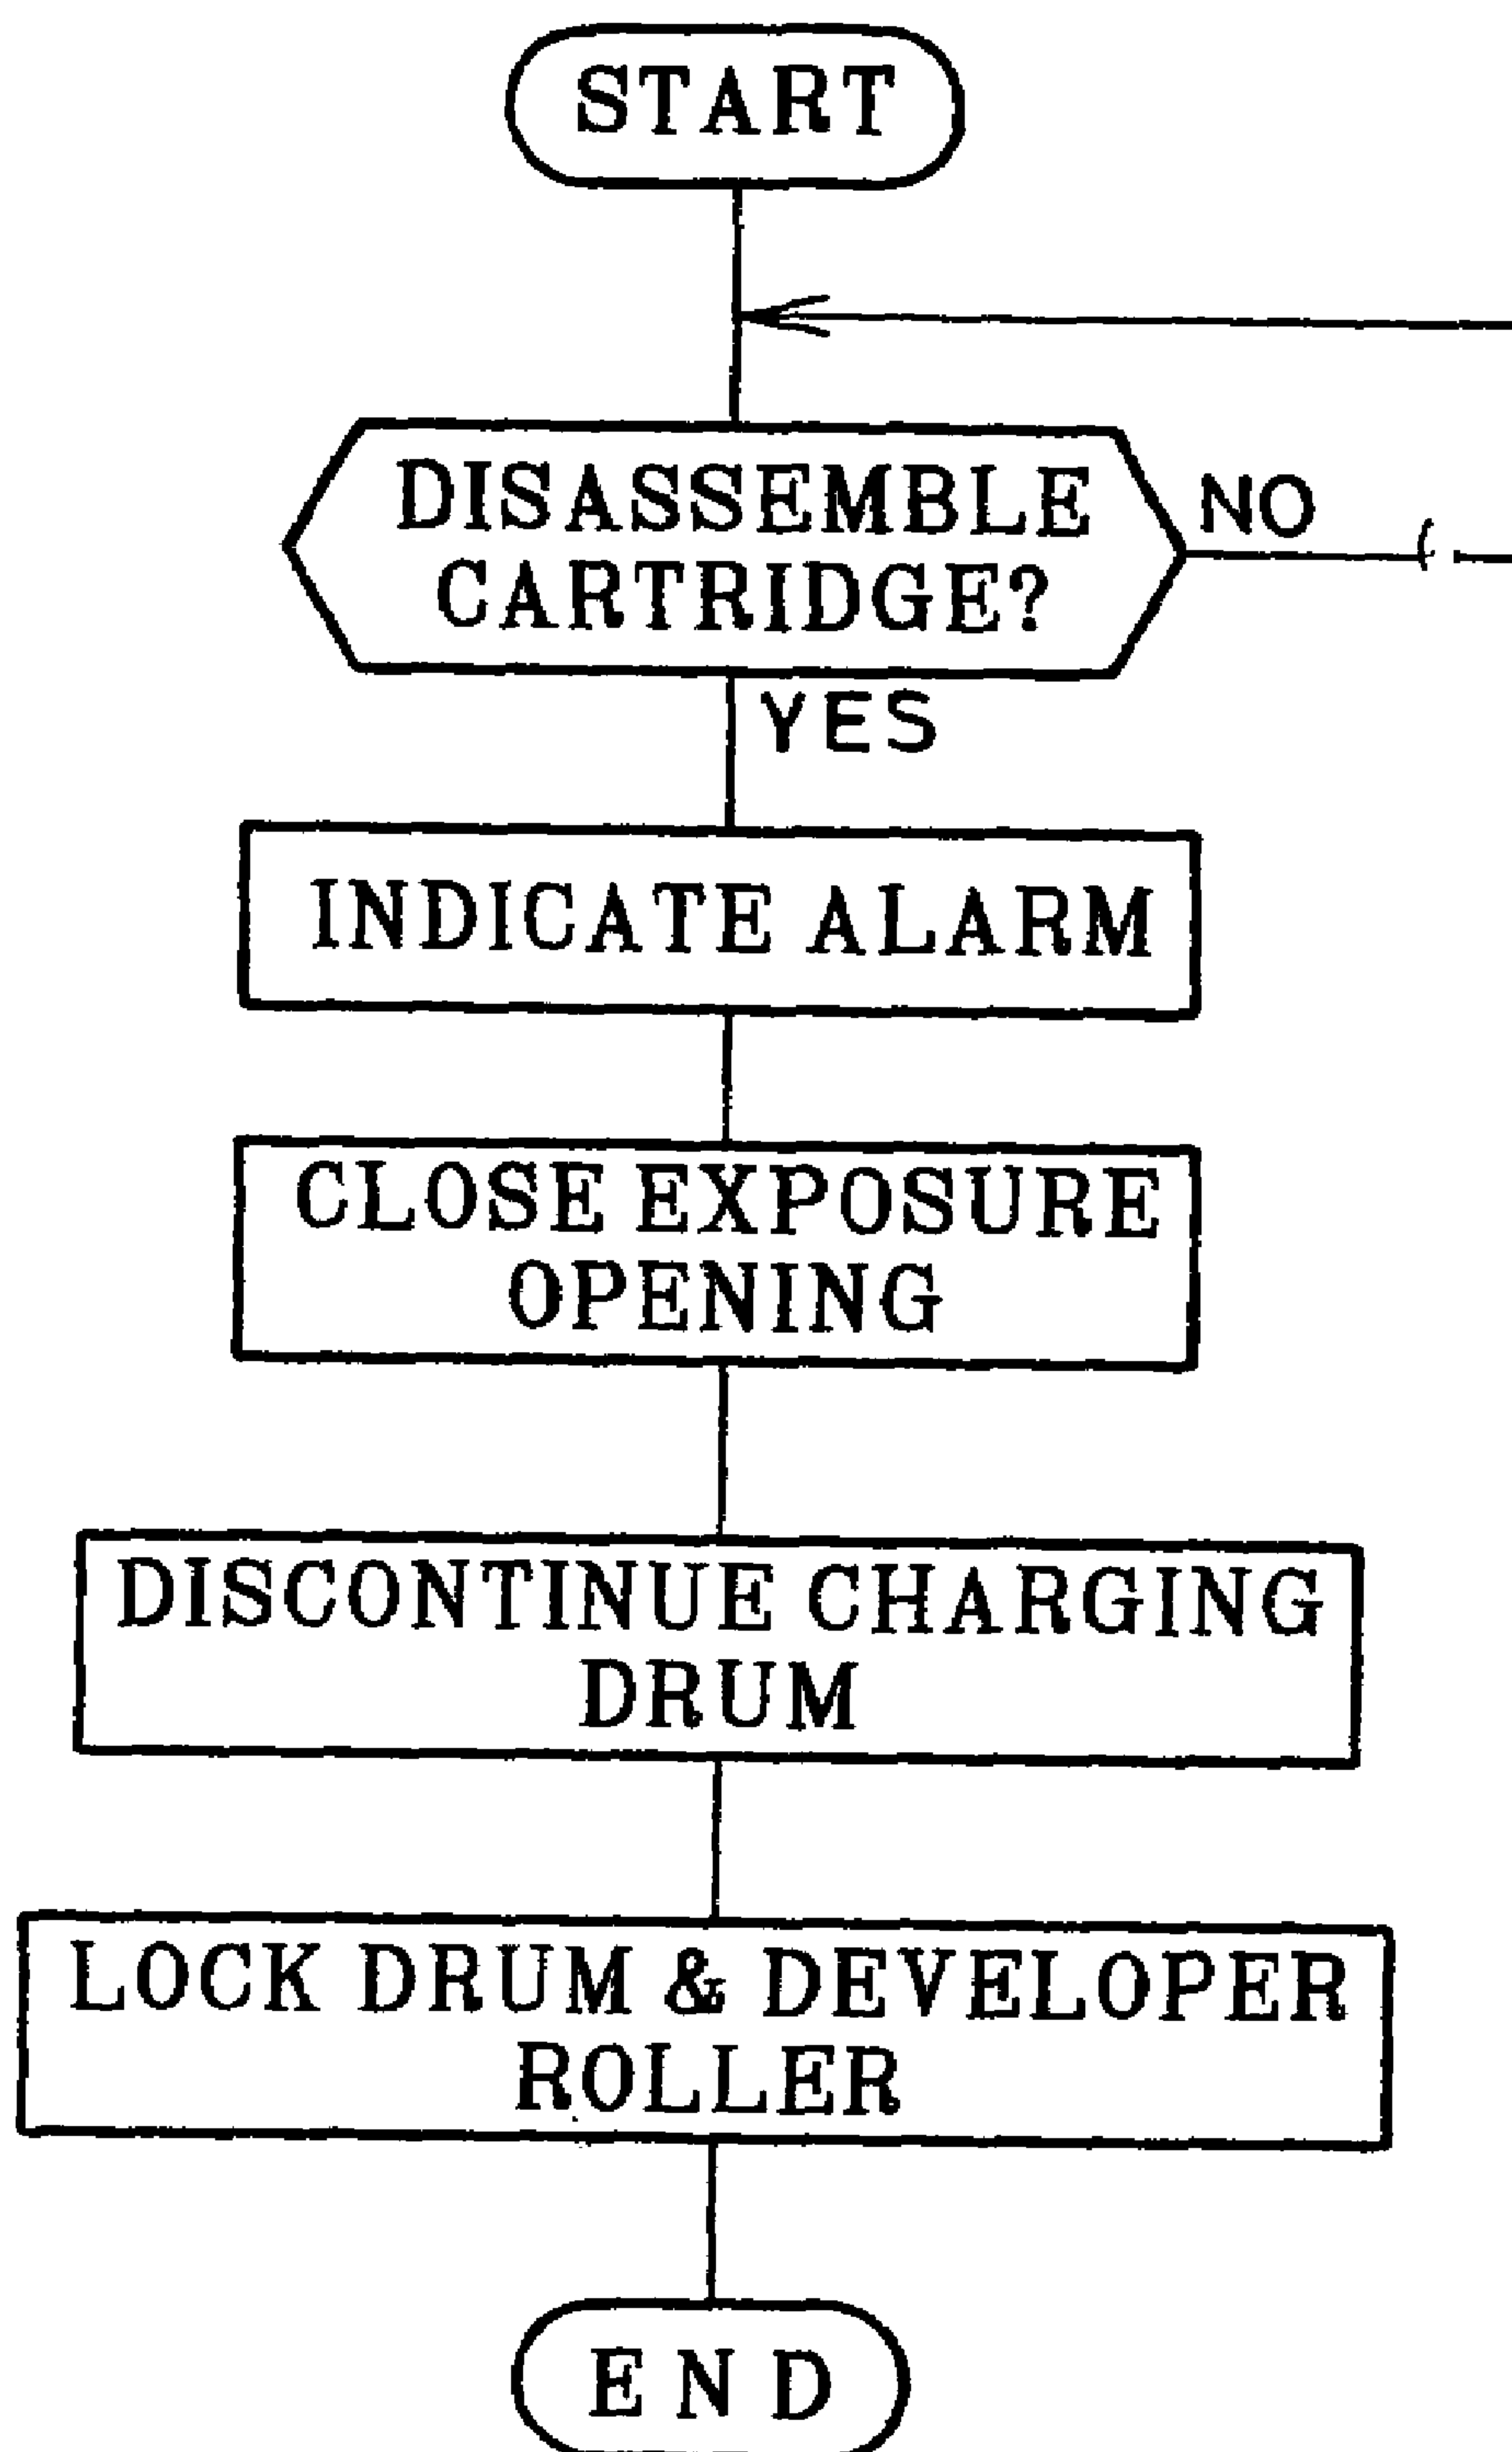 START
DISASSEMBLE
CARTRIDGE?
NO
YES
INDICATE ALARM
CLOSE EXPOSURE
OPENING
DISCONTINUE CHARGING
DRUM
LOCK DRUM & DEVELOPER
ROLLER
END